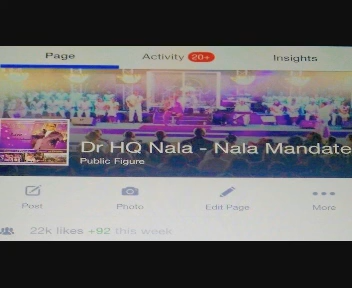 Page Activity 20+ Insights
Dr HQ Nala - Nala Mandate
Public Figure
Post Photo Edit Page More
22k likes +92 this week